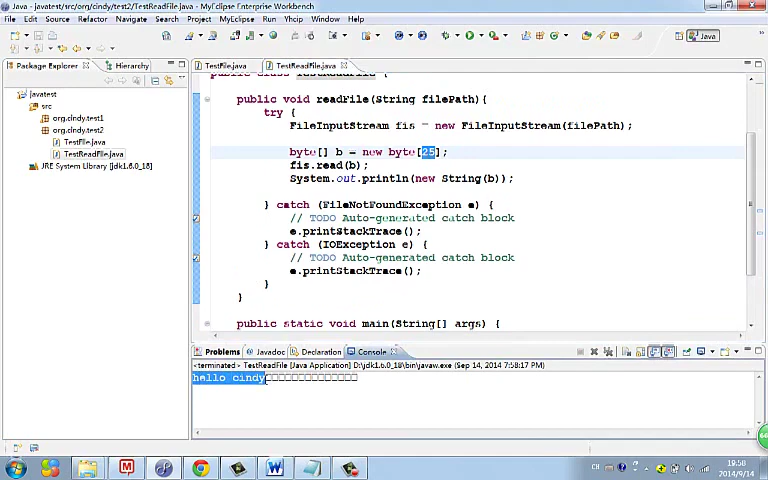 Java - javatest/src/org/cindy/test2/TestReadFile.java - MyEclipse Enterprise Workbench
File Edit Source Refactor Navigate Search Project MyEclipse Run Yhcip Window Help
Java
Package Explorer Hierarchy
TestFile.java TestReadFile.java
javatest
src
org.cindy.test1
org.cindy.test2
TestFile.java
TestReadFile.java
JRE System Library [jdk1.6.0_18]
public class TestReadFile {
public void readFile(String filePath){
try {
FileInputStream fis = new FileInputStream(filePath);
byte[] b = new byte[25];
fis.read(b);
System.out.println(new String(b));
} catch (FileNotFoundException e) {
// TODO Auto-generated catch block
e.printStackTrace();
} catch (IOException e) {
// TODO Auto-generated catch block
e.printStackTrace();
}
}
public static void main(String[] args) {
Problems Javadoc Declaration Console
<terminated> TestReadFile [Java Application] D:\jdk1.6.0_18\bin\javaw.exe (Sep 14, 2014 7:58:17 PM)
hello cindy□□□□□□□□□□□□□□
CH
19:58
2014/9/14